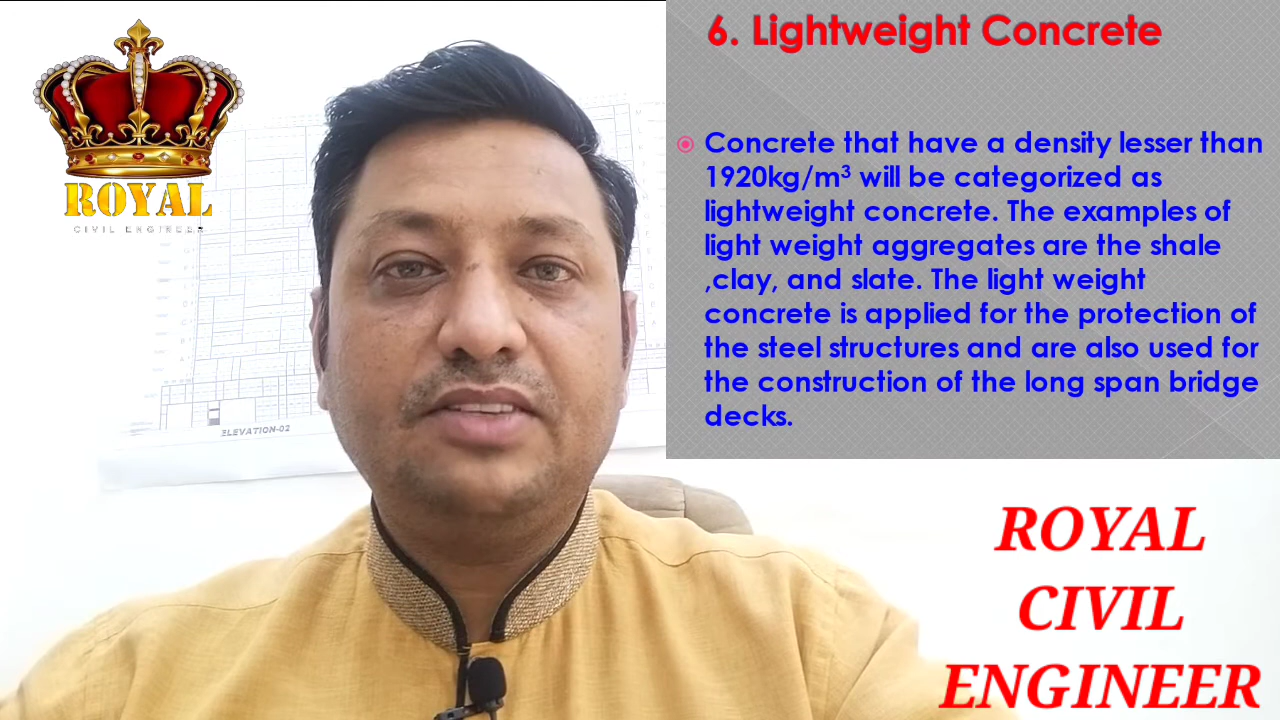 6. Lightweight Concrete
Concrete that have a density lesser than
1920kg/m³ will be categorized as
lightweight concrete. The examples of
light weight aggregates are the shale
,clay, and slate. The light weight
concrete is applied for the protection of
the steel structures and are also used for
the construction of the long span bridge
decks.
ROYAL
CIVIL ENGINEER
ELEVATION-02
ROYAL
CIVIL
ENGINEER